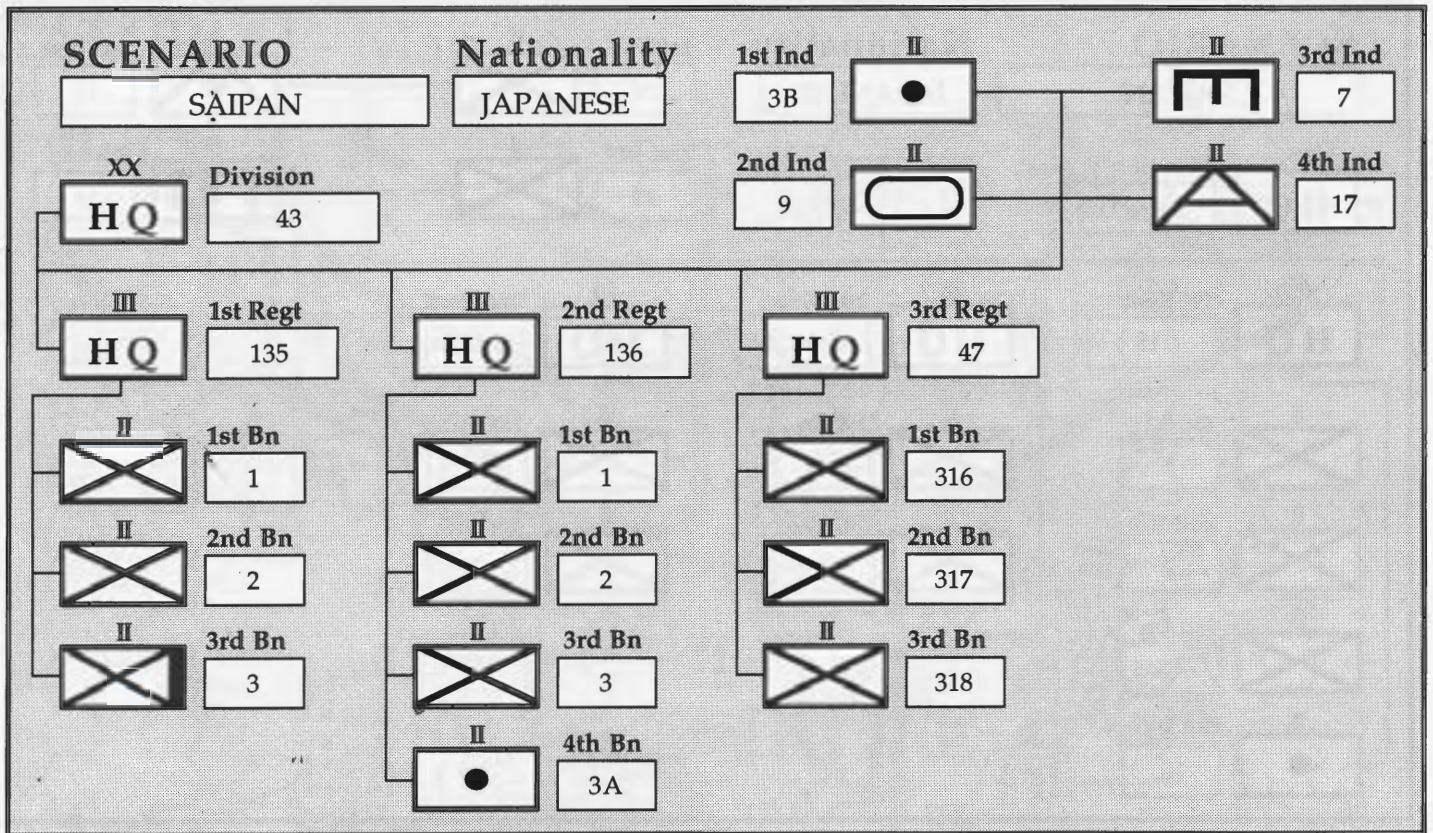 SCENARIO
SAIPAN
Nationality
JAPANESE
1st Ind
3B
II
II
E
3rd Ind
7
2nd Ind
9
II
II
4th Ind
17
XX
HQ
Division
43
III
HQ
1st Regt
135
III
HQ
2nd Regt
136
III
HQ
3rd Regt
47
II
1st Bn
1
II
1st Bn
1
II
1st Bn
316
II
2nd Bn
2
II
2nd Bn
2
II
2nd Bn
317
II
3rd Bn
3
II
3rd Bn
3
II
3rd Bn
318
II
4th Bn
3A